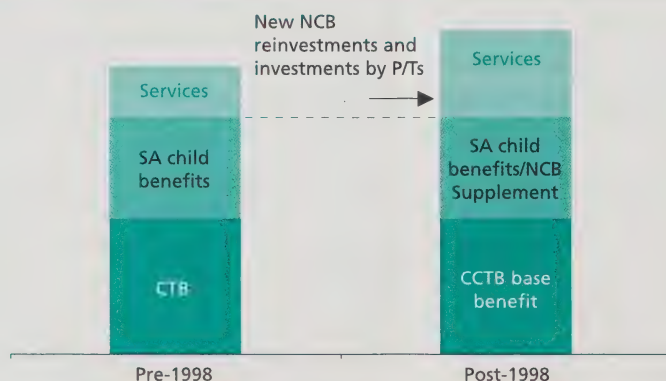 New NCB
reinvestments and
investments by P/Ts
Services
SA child
benefits
CTB
Services
SA child
benefits/NCB
Supplement
CCTB base
benefit
Pre-1998
Post-1998